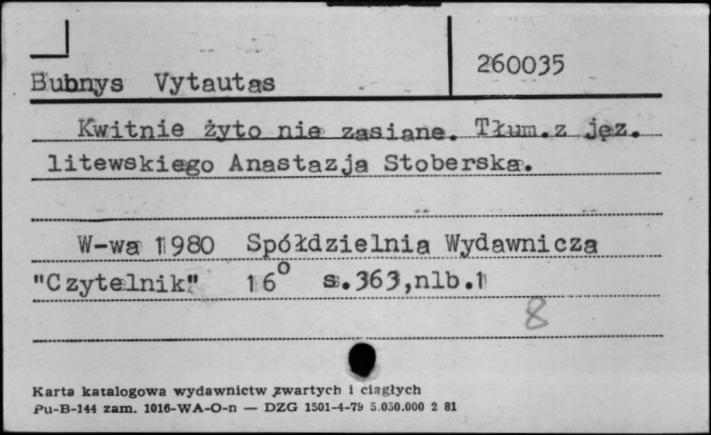 260035
Bubnys Vytautas
Kwitnie żyto nie zasiane. Tłum.z jęz.
litewskiego Anastazja Stoberska.
W-wa 1980 Spółdzielnia Wydawnicza
"Czytelnik" 16° s.363,nlb.1
8
Karta katalogowa wydawnictw zwartych i ciągłych
Pu-B-144 zam. 1016-WA-O-n — DZG 1501-4-79 5.050.000 2 81